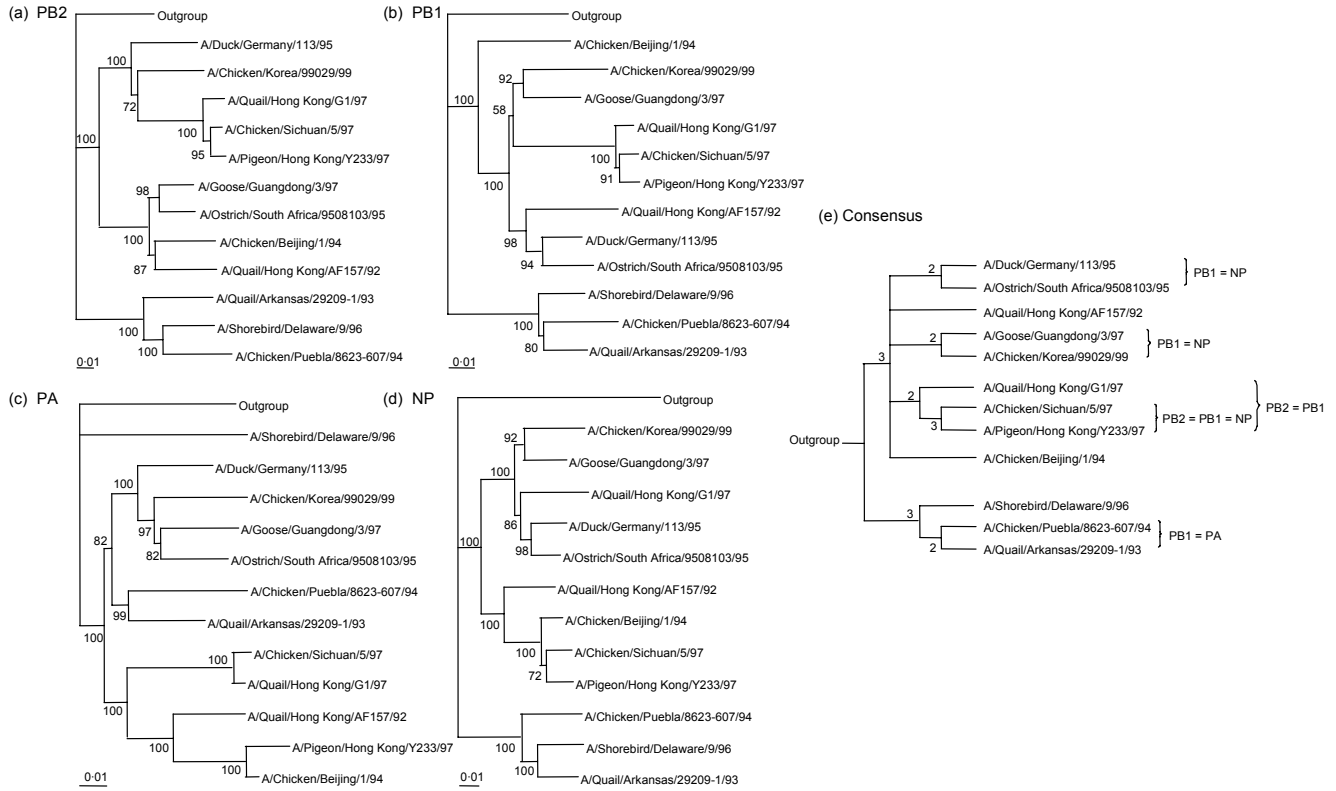 (a) PB2
Outgroup
A/Duck/Germany/113/95
100
A/Chicken/Korea/99029/99
72
A/Quail/Hong Kong/G1/97
100
A/Chicken/Sichuan/5/97
95
A/Pigeon/Hong Kong/Y233/97
100
98
A/Goose/Guangdong/3/97
A/Ostrich/South Africa/9508103/95
100
A/Chicken/Beijing/1/94
87
A/Quail/Hong Kong/AF157/92
A/Quail/Arkansas/29209-1/93
100
A/Shorebird/Delaware/9/96
100
A/Chicken/Puebla/8623-607/94
0·01
(b) PB1
Outgroup
A/Chicken/Beijing/1/94
100
92
A/Chicken/Korea/99029/99
A/Goose/Guangdong/3/97
58
A/Quail/Hong Kong/G1/97
100
A/Chicken/Sichuan/5/97
91
A/Pigeon/Hong Kong/Y233/97
100
A/Quail/Hong Kong/AF157/92
98
A/Duck/Germany/113/95
94
A/Ostrich/South Africa/9508103/95
A/Shorebird/Delaware/9/96
100
A/Chicken/Puebla/8623-607/94
80
A/Quail/Arkansas/29209-1/93
0·01
(c) PA
Outgroup
A/Shorebird/Delaware/9/96
A/Duck/Germany/113/95
100
A/Chicken/Korea/99029/99
97
A/Goose/Guangdong/3/97
82
82
A/Ostrich/South Africa/9508103/95
A/Chicken/Puebla/8623-607/94
99
A/Quail/Arkansas/29209-1/93
100
A/Chicken/Sichuan/5/97
100
A/Quail/Hong Kong/G1/97
100
A/Quail/Hong Kong/AF157/92
100
A/Pigeon/Hong Kong/Y233/97
100
A/Chicken/Beijing/1/94
0·01
(d) NP
Outgroup
A/Chicken/Korea/99029/99
92
A/Goose/Guangdong/3/97
100
A/Quail/Hong Kong/G1/97
86
A/Duck/Germany/113/95
98
A/Ostrich/South Africa/9508103/95
100
A/Quail/Hong Kong/AF157/92
100
A/Chicken/Beijing/1/94
100
A/Chicken/Sichuan/5/97
72
A/Pigeon/Hong Kong/Y233/97
A/Chicken/Puebla/8623-607/94
100
A/Shorebird/Delaware/9/96
100
A/Quail/Arkansas/29209-1/93
0·01
(e) Consensus
2
A/Duck/Germany/113/95
PB1 = NP
A/Ostrich/South Africa/9508103/95
A/Quail/Hong Kong/AF157/92
2
A/Goose/Guangdong/3/97
PB1 = NP
A/Chicken/Korea/99029/99
3
A/Quail/Hong Kong/G1/97
2
A/Chicken/Sichuan/5/97
PB2 = PB1 = NP
PB2 = PB1
3
A/Pigeon/Hong Kong/Y233/97
Outgroup
A/Chicken/Beijing/1/94
A/Shorebird/Delaware/9/96
3
A/Chicken/Puebla/8623-607/94
PB1 = PA
2
A/Quail/Arkansas/29209-1/93